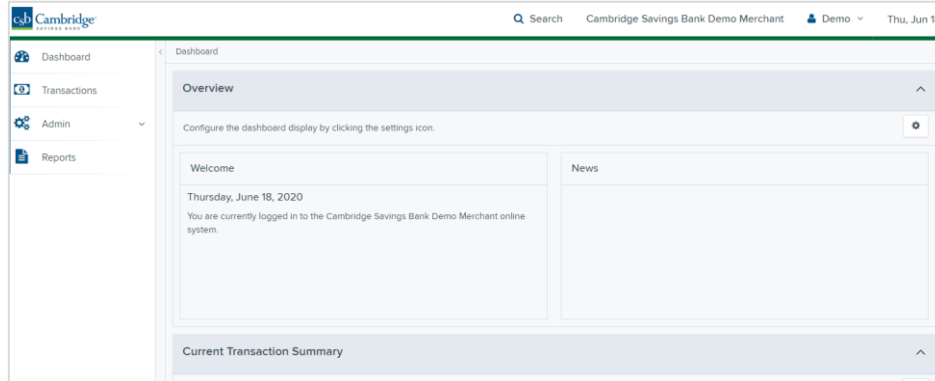 csb Cambridge
SAVINGS BANK
Search Cambridge Savings Bank Demo Merchant Demo Thu, Jun 1
Dashboard
Transactions
Admin
Reports
Dashboard
Overview
Configure the dashboard display by clicking the settings icon.
Welcome
Thursday, June 18, 2020
You are currently logged in to the Cambridge Savings Bank Demo Merchant online
system.
News
Current Transaction Summary